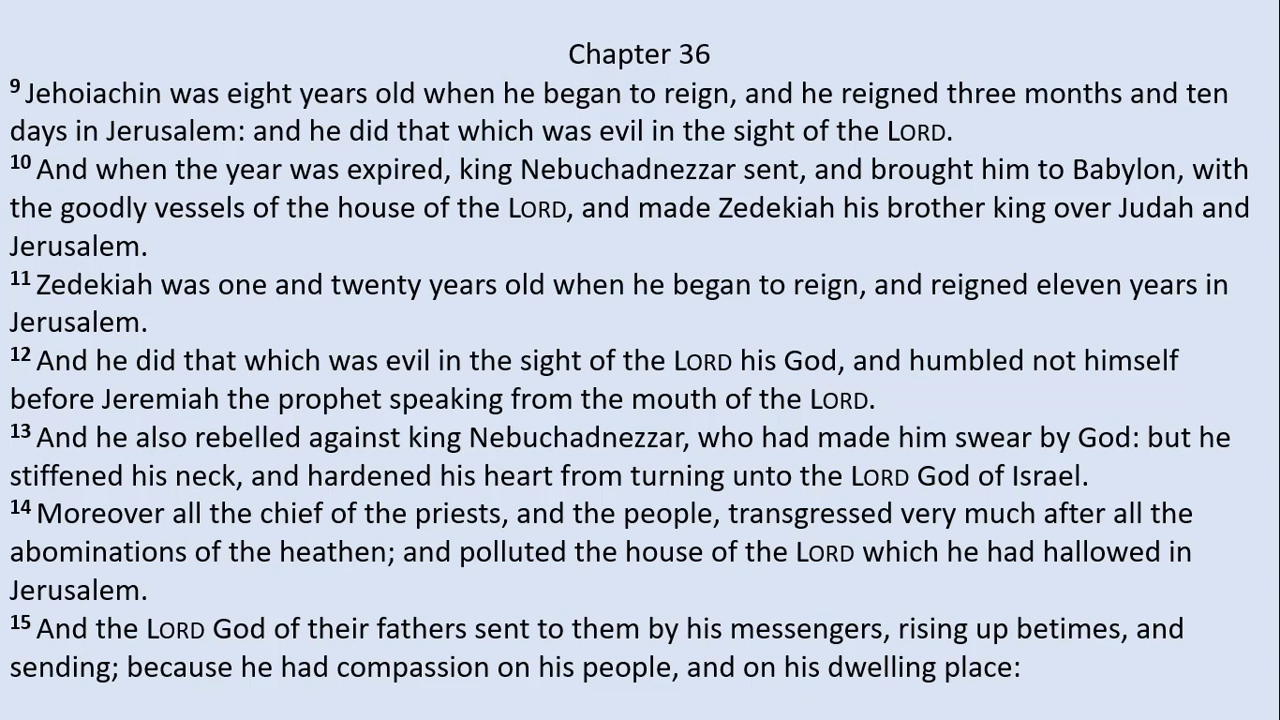 Chapter 36
9 Jehoiachin was eight years old when he began to reign, and he reigned three months and ten
days in Jerusalem: and he did that which was evil in the sight of the LORD.
10 And when the year was expired, king Nebuchadnezzar sent, and brought him to Babylon, with
the goodly vessels of the house of the LORD, and made Zedekiah his brother king over Judah and
Jerusalem.
11 Zedekiah was one and twenty years old when he began to reign, and reigned eleven years in
Jerusalem.
12 And he did that which was evil in the sight of the LORD his God, and humbled not himself
before Jeremiah the prophet speaking from the mouth of the LORD.
13 And he also rebelled against king Nebuchadnezzar, who had made him swear by God: but he
stiffened his neck, and hardened his heart from turning unto the LORD God of Israel.
14 Moreover all the chief of the priests, and the people, transgressed very much after all the
abominations of the heathen; and polluted the house of the LORD which he had hallowed in
Jerusalem.
15 And the LORD God of their fathers sent to them by his messengers, rising up betimes, and
sending; because he had compassion on his people, and on his dwelling place: